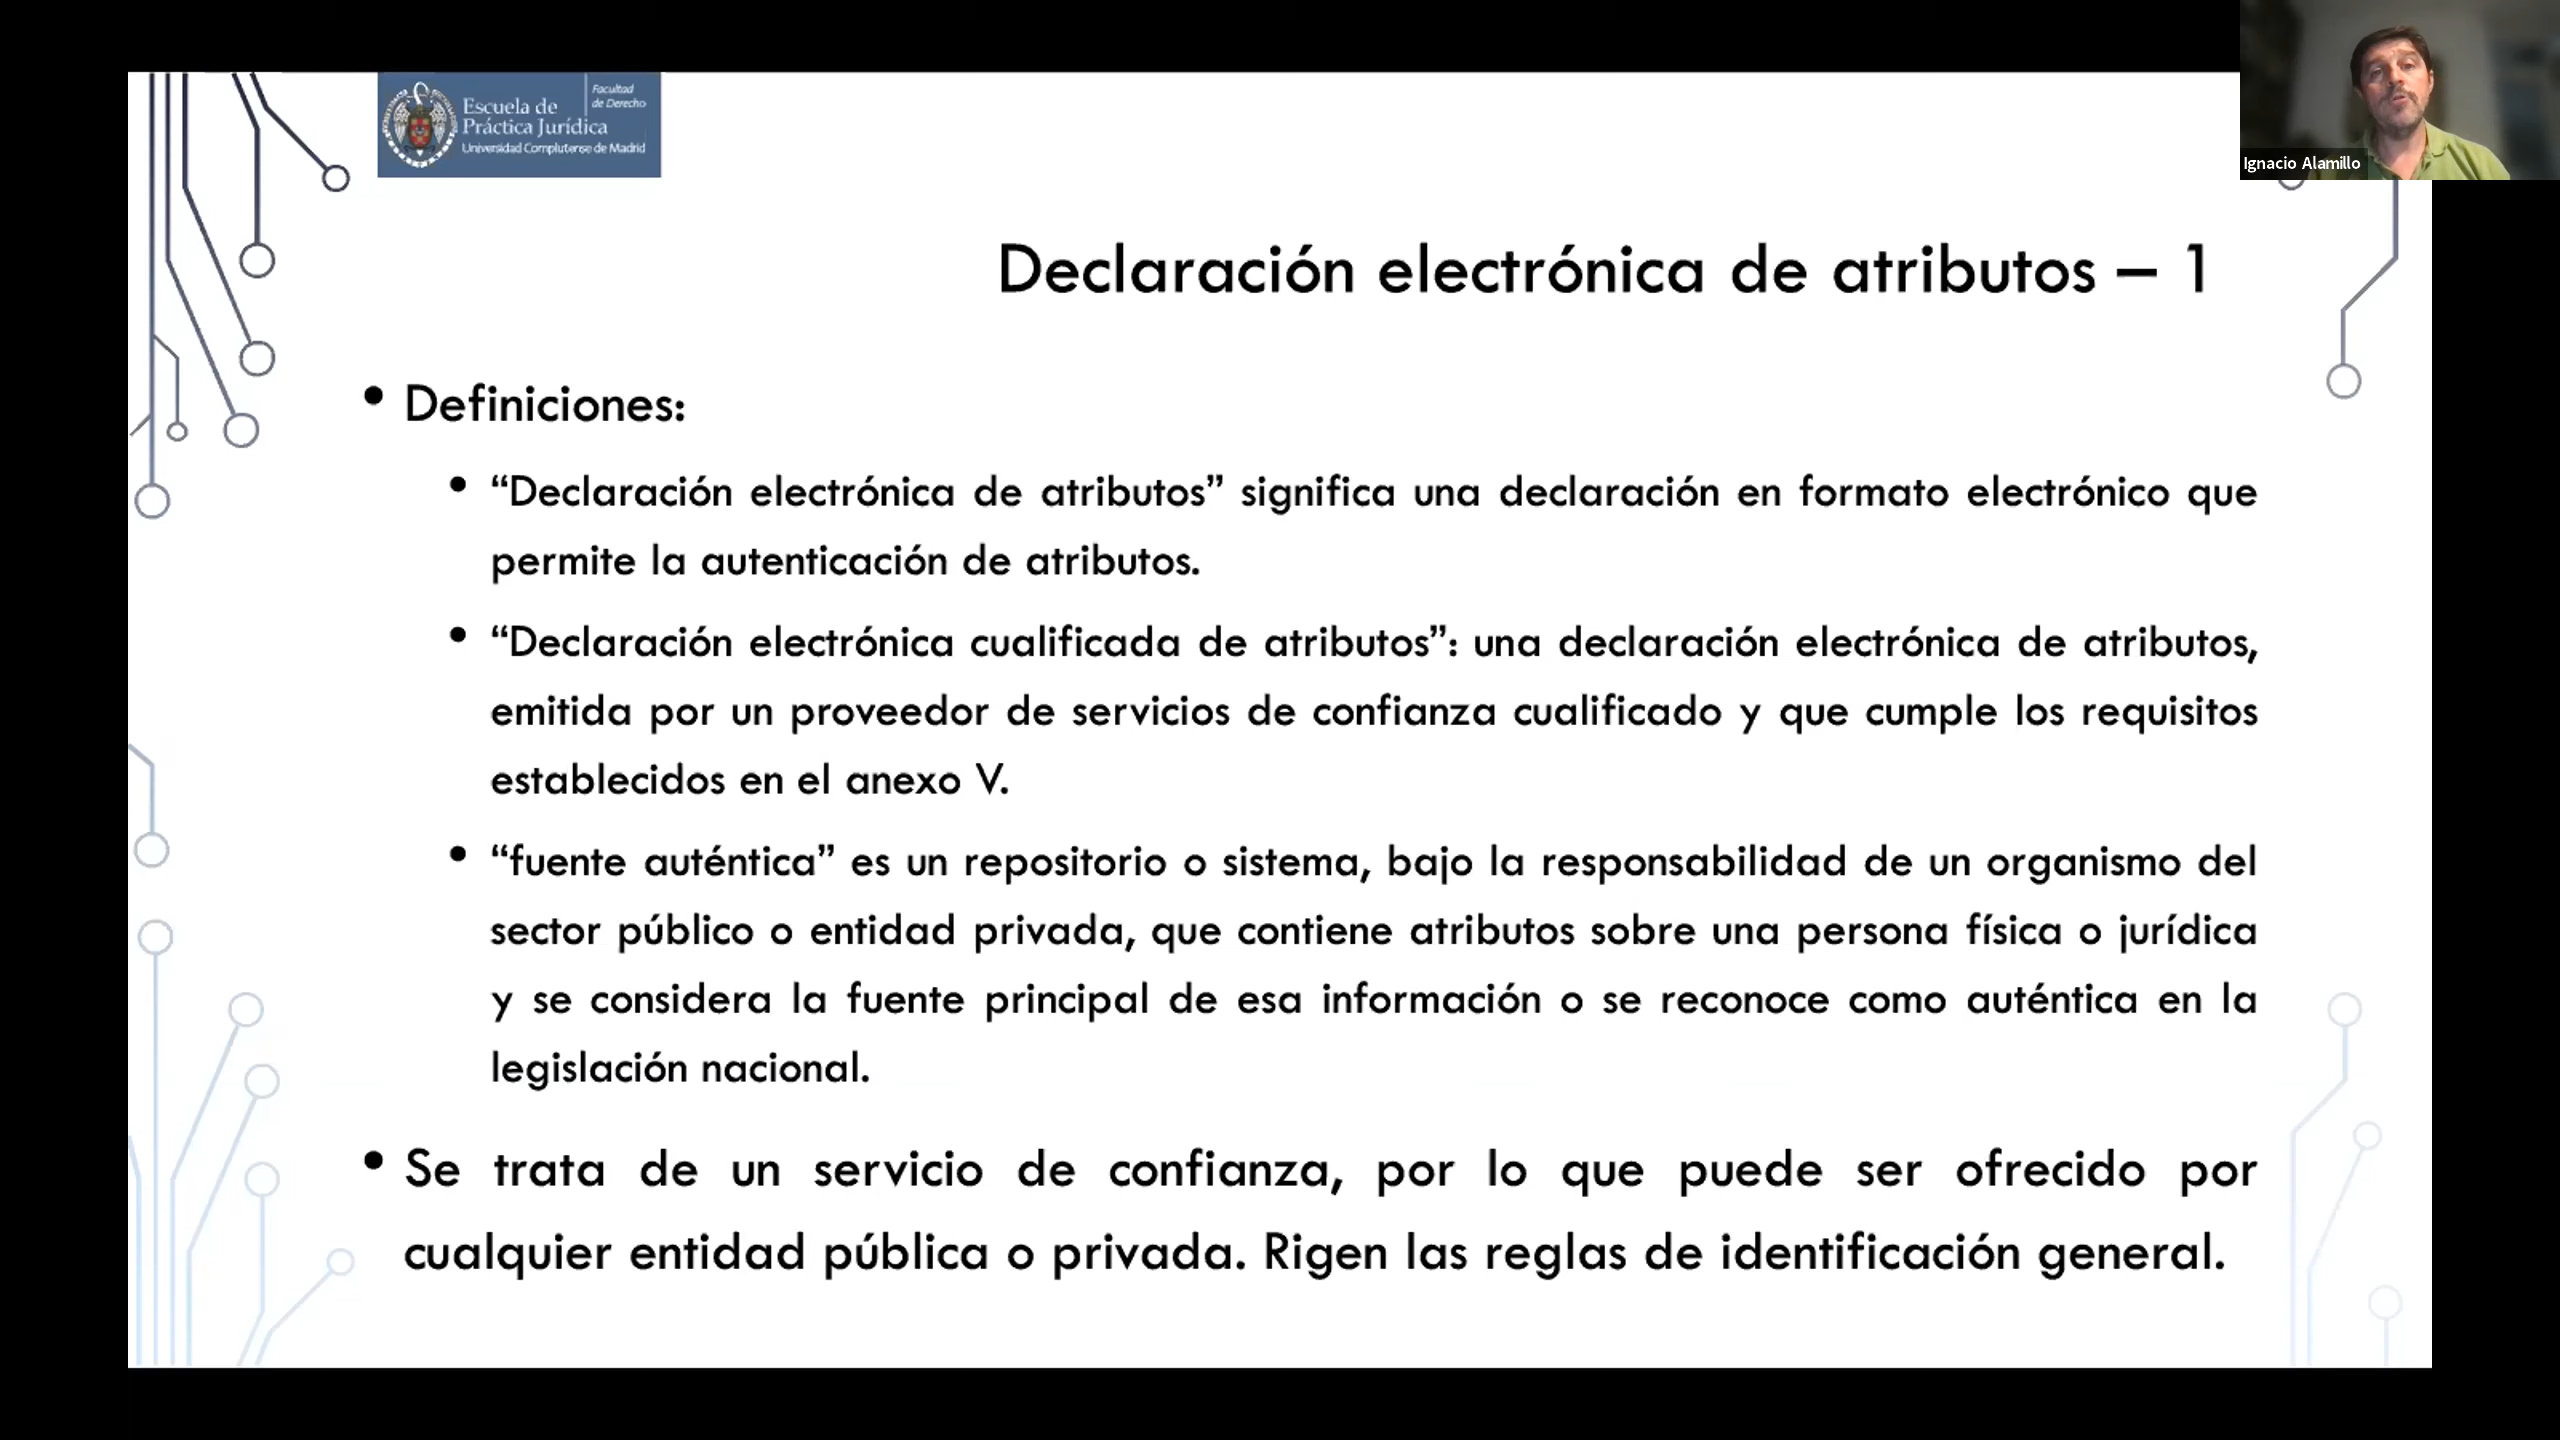 Escuela de
Práctica Jurídica
Universidad Complutense de Madrid
Facultad
de Derecho
Ignacio Alamillo
Declaración electrónica de atributos – 1
• Definiciones:
• “Declaración electrónica de atributos” significa una declaración en formato electrónico que
permite la autenticación de atributos.
• “Declaración electrónica cualificada de atributos”: una declaración electrónica de atributos,
emitida por un proveedor de servicios de confianza cualificado y que cumple los requisitos
establecidos en el anexo V.
• “fuente auténtica” es un repositorio o sistema, bajo la responsabilidad de un organismo del
sector público o entidad privada, que contiene atributos sobre una persona física o jurídica
y se considera la fuente principal de esa información o se reconoce como auténtica en la
legislación nacional.
• Se trata de un servicio de confianza, por lo que puede ser ofrecido por
cualquier entidad pública o privada. Rigen las reglas de identificación general.